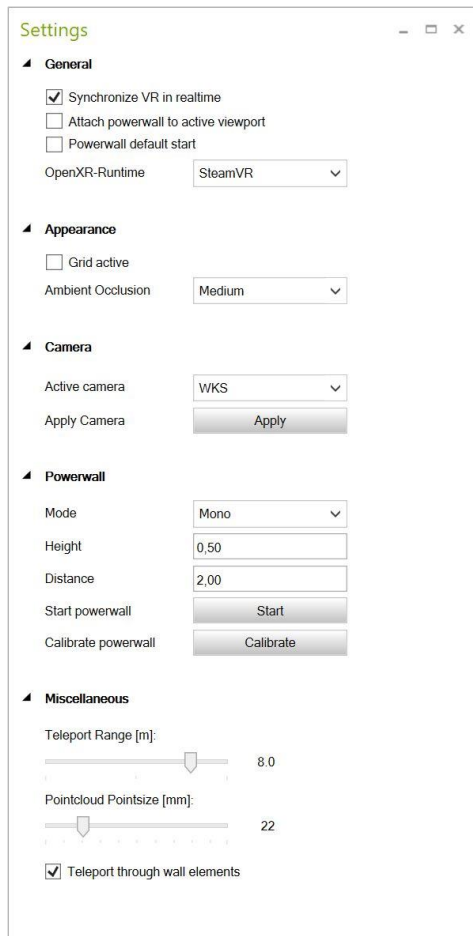 Settings
General
Synchronize VR in realtime
Attach powerwall to active viewport
Powerwall default start
OpenXR-Runtime SteamVR
Appearance
Grid active
Ambient Occlusion Medium
Camera
Active camera WKS
Apply Camera Apply
Powerwall
Mode Mono
Height 0,50
Distance 2,00
Start powerwall Start
Calibrate powerwall Calibrate
Miscellaneous
Teleport Range [m]:
8.0
Pointcloud Pointsize [mm]:
22
Teleport through wall elements